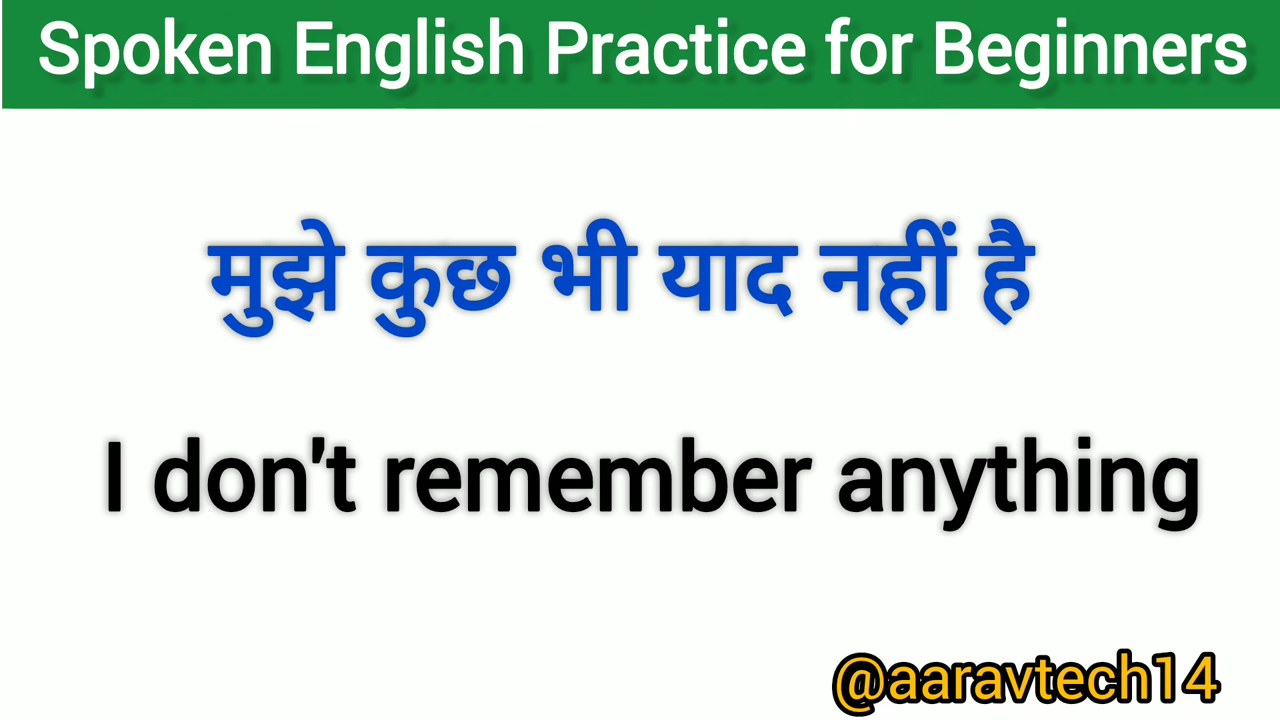 Spoken English Practice for Beginners
मुझे कुछ भी याद नहीं है
I don't remember anything
@aaravtech14